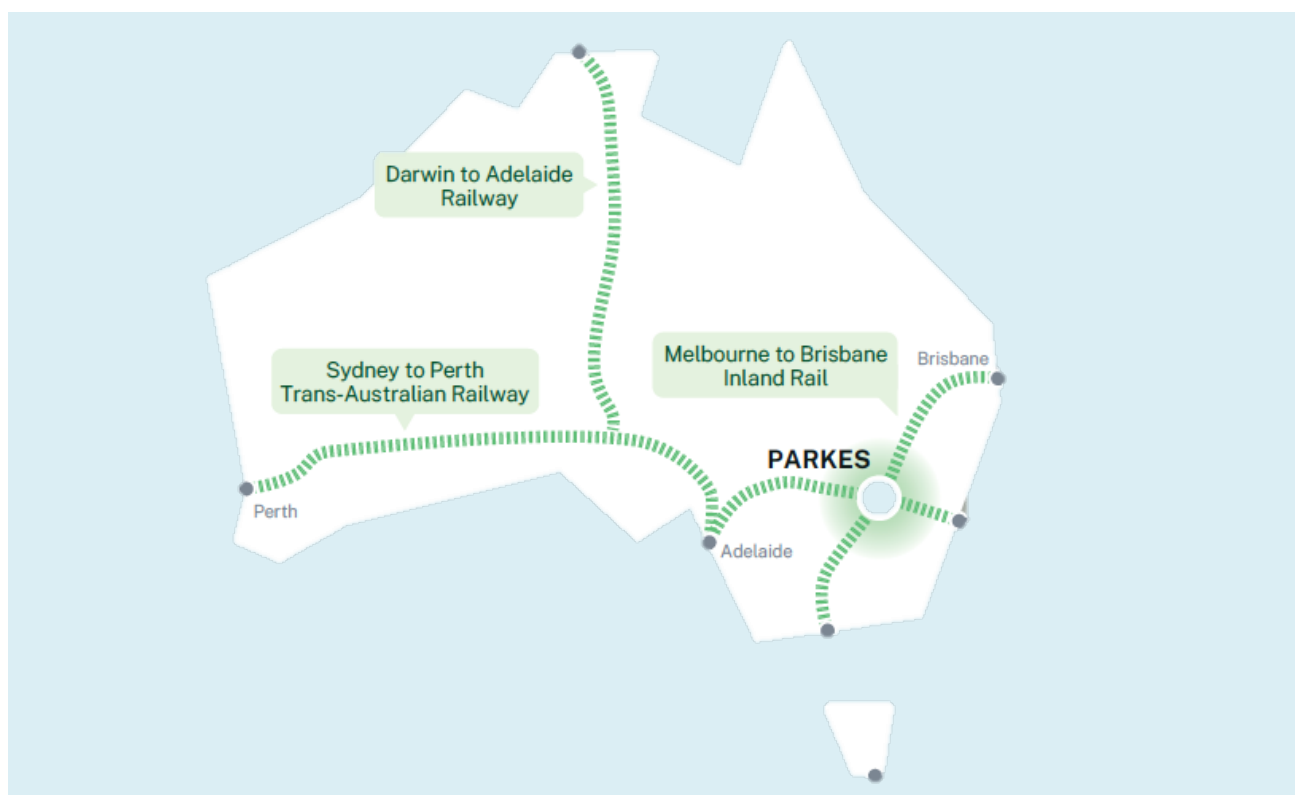 Darwin to Adelaide
Railway
Melbourne to Brisbane
Inland Rail
Brisbane
Sydney to Perth
Trans-Australian Railway
PARKES
Perth
Adelaide